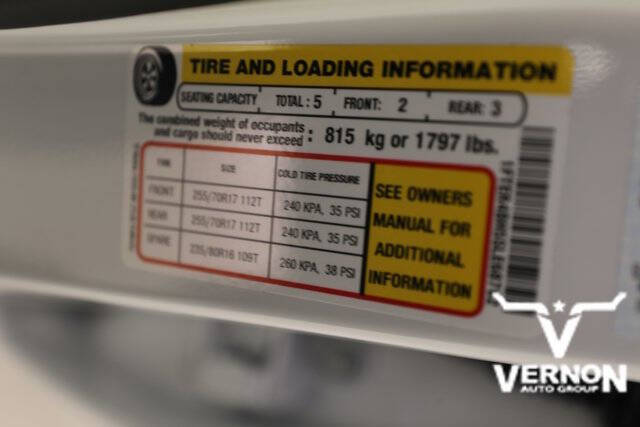 TIRE AND LOADING INFORMATION
SEATING CAPACITY TOTAL : 5 FRONT: 2 REAR: 3
The combined weight of occupants
and cargo should never exceed : 815 kg or 1797 lbs.
TIRE SIZE COLD TIRE PRESSURE
FRONT 255/70R17 112T 240 KPA, 35 PSI
REAR 255/70R17 112T 240 KPA, 35 PSI
SPARE 235/80R16 109T 260 KPA, 38 PSI
SEE OWNERS
MANUAL FOR
ADDITIONAL
INFORMATION
V
VERNON
AUTO GROUP